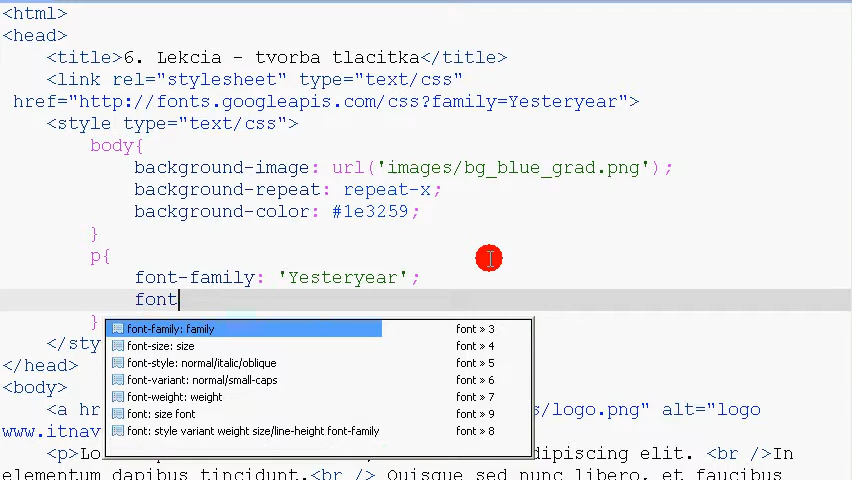 <html>
<head>
<title>6. Lekcia - tvorba tlacitka</title>
<link rel="stylesheet" type="text/css"
href="http://fonts.googleapis.com/css?family=Yesteryear">
<style type="text/css">
body{
background-image: url('images/bg_blue_grad.png');
background-repeat: repeat-x;
background-color: #1e3259;
}
p{
font-family: 'Yesteryear';
font
}
font-family: family font » 3
font-size: size font » 4
font-style: normal/italic/oblique font » 5
font-variant: normal/small-caps font » 6
font-weight: weight font » 7
font: size font font » 9
font: style variant weight size/line-height font-family font » 8
</sty
</head>
<body>
<a hr s/logo.png" alt="logo
www.itnav
<p>Lo dipiscing elit. <br />In
elementum dapibus tincidunt.<br /> Quisque sed nunc libero, et faucibus